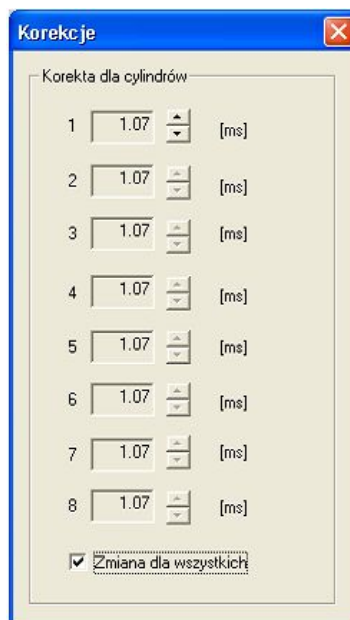 Korekcje
Korekta dla cylindrów
1 1.07 [ms]
2 1.07 [ms]
3 1.07 [ms]
4 1.07 [ms]
5 1.07 [ms]
6 1.07 [ms]
7 1.07 [ms]
8 1.07 [ms]
Zmiana dla wszystkich